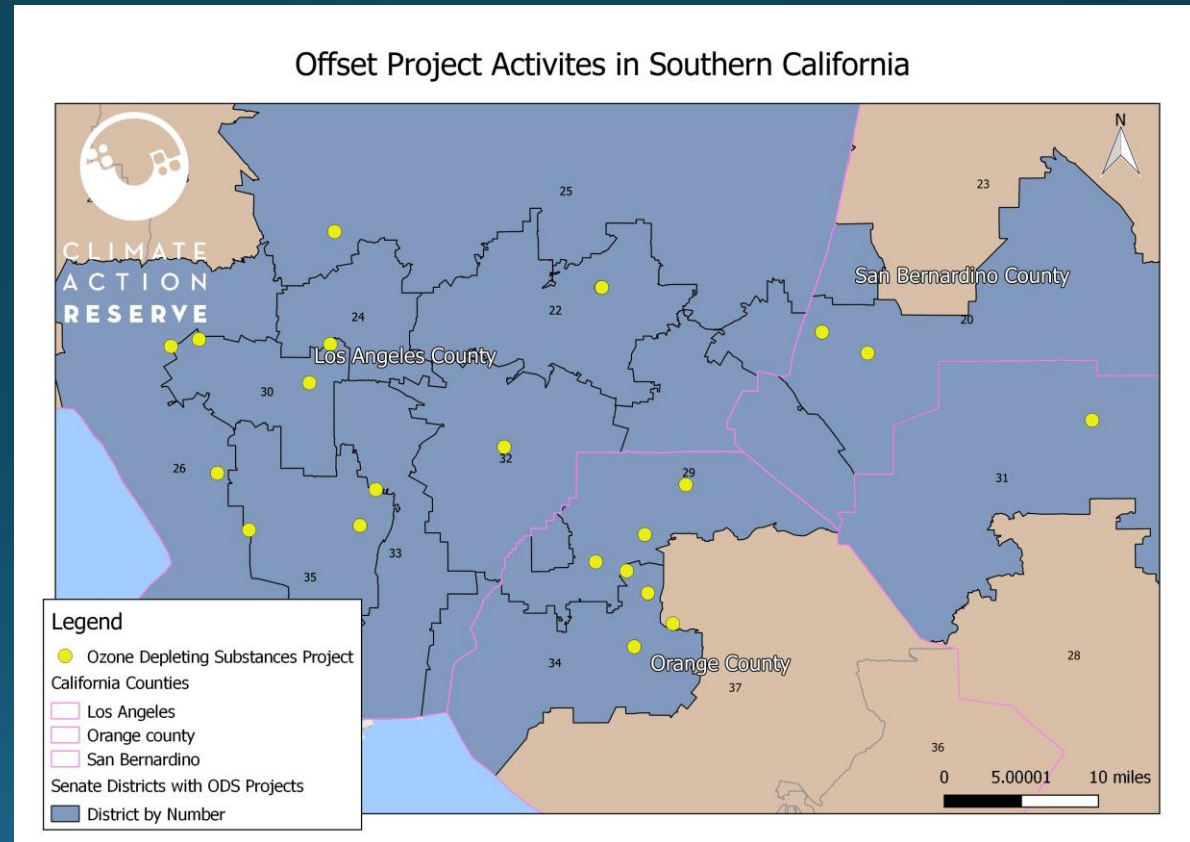 Offset Project Activites in Southern California
CLIMATE
ACTION
RESERVE
N
25
23
San Bernardino County
20
22
24
Los Angeles County
30
26
32
29
31
33
35
34
Orange County
37
28
36
Legend
Ozone Depleting Substances Project
California Counties
Los Angeles
Orange county
San Bernardino
Senate Districts with ODS Projects
District by Number
0 5.00001 10 miles